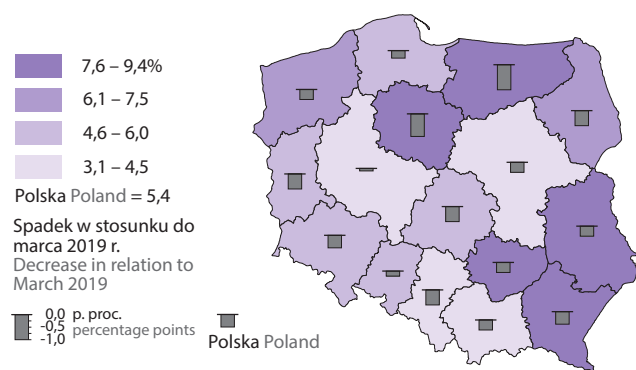 7,6 – 9,4%
6,1 – 7,5
4,6 – 6,0
3,1 – 4,5
Polska Poland = 5,4
Spadek w stosunku do
marca 2019 r.
Decrease in relation to
March 2019
0,0 p. proc.
-0,5 percentage points
-1,0
Polska Poland